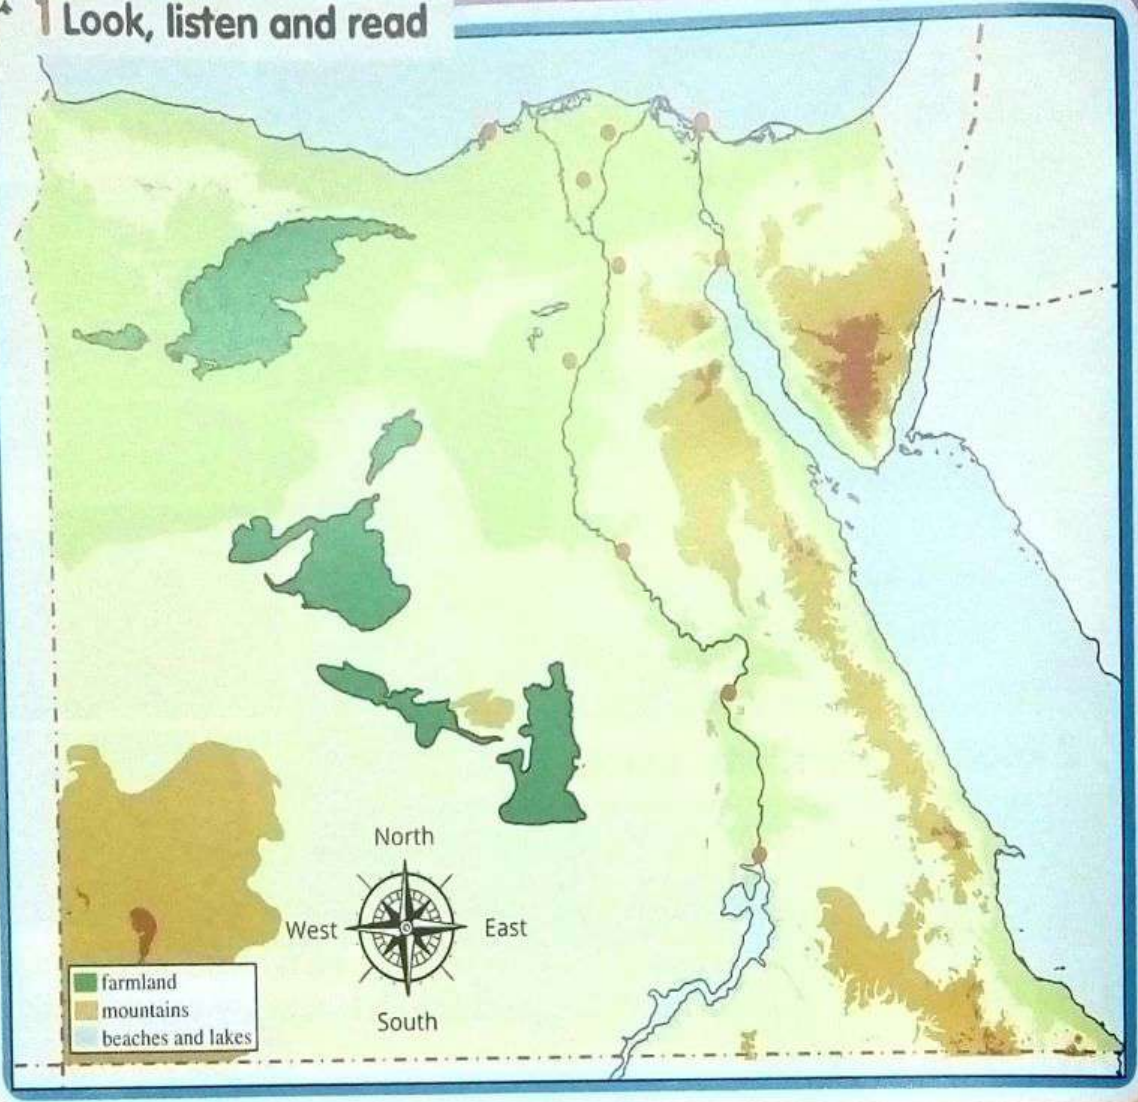 1 Look, listen and read
North
West
East
South
farmland
mountains
beaches and lakes